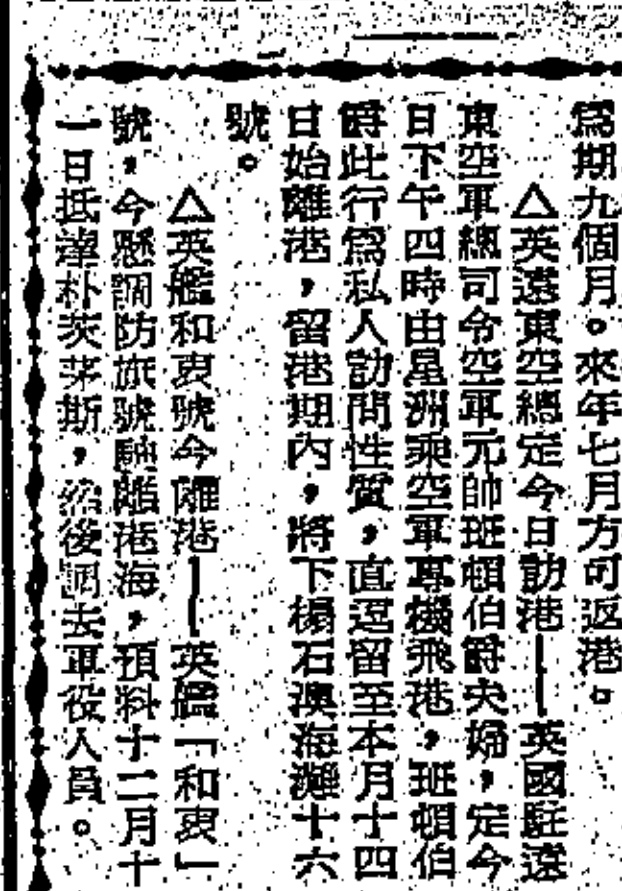 爲期九個月。來年七月方可返港。
△英遠東空總定今日訪港——英國駐遠
東空軍總司令空軍元帥班頓伯爵夫婦，定今
日下午四時由星洲乘空軍專機飛港，班頓伯
爵此行爲私人訪問性質，直逗留至本月十四
日始離港，留港期內，將下榻石澳海灘十六
號。
△英艦和衷號今離港——英艦「和衷」
號，今懸調防旅號駛離港海，預料十二月十
一日抵達朴茨茅斯，然後調去軍役人員。